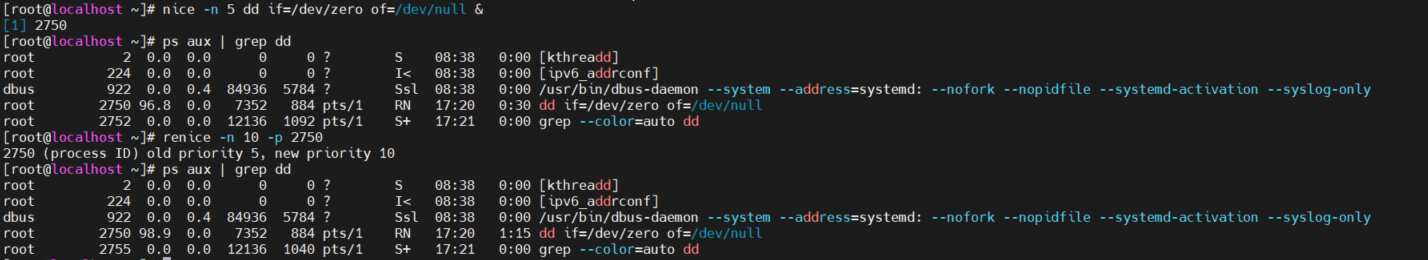 [root@localhost ~]# nice -n 5 dd if=/dev/zero of=/dev/null &
[1] 2750
[root@localhost ~]# ps aux | grep dd
root           2  0.0  0.0      0     0 ?        S    08:38   0:00 [kthreadd]
root         224  0.0  0.0      0     0 ?        I<   08:38   0:00 [ipv6_addrconf]
dbus         922  0.0  0.4  84936  5784 ?        Ssl  08:38   0:00 /usr/bin/dbus-daemon --system --address=systemd: --nofork --nopidfile --systemd-activation --syslog-only
root        2750 96.8  0.0   7352   884 pts/1    RN   17:20   0:30 dd if=/dev/zero of=/dev/null
root        2752  0.0  0.0  12136  1092 pts/1    S+   17:21   0:00 grep --color=auto dd
[root@localhost ~]# renice -n 10 -p 2750
2750 (process ID) old priority 5, new priority 10
[root@localhost ~]# ps aux | grep dd
root           2  0.0  0.0      0     0 ?        S    08:38   0:00 [kthreadd]
root         224  0.0  0.0      0     0 ?        I<   08:38   0:00 [ipv6_addrconf]
dbus         922  0.0  0.4  84936  5784 ?        Ssl  08:38   0:00 /usr/bin/dbus-daemon --system --address=systemd: --nofork --nopidfile --systemd-activation --syslog-only
root        2750 98.9  0.0   7352   884 pts/1    RN   17:20   1:15 dd if=/dev/zero of=/dev/null
root        2755  0.0  0.0  12136  1040 pts/1    S+   17:21   0:00 grep --color=auto dd